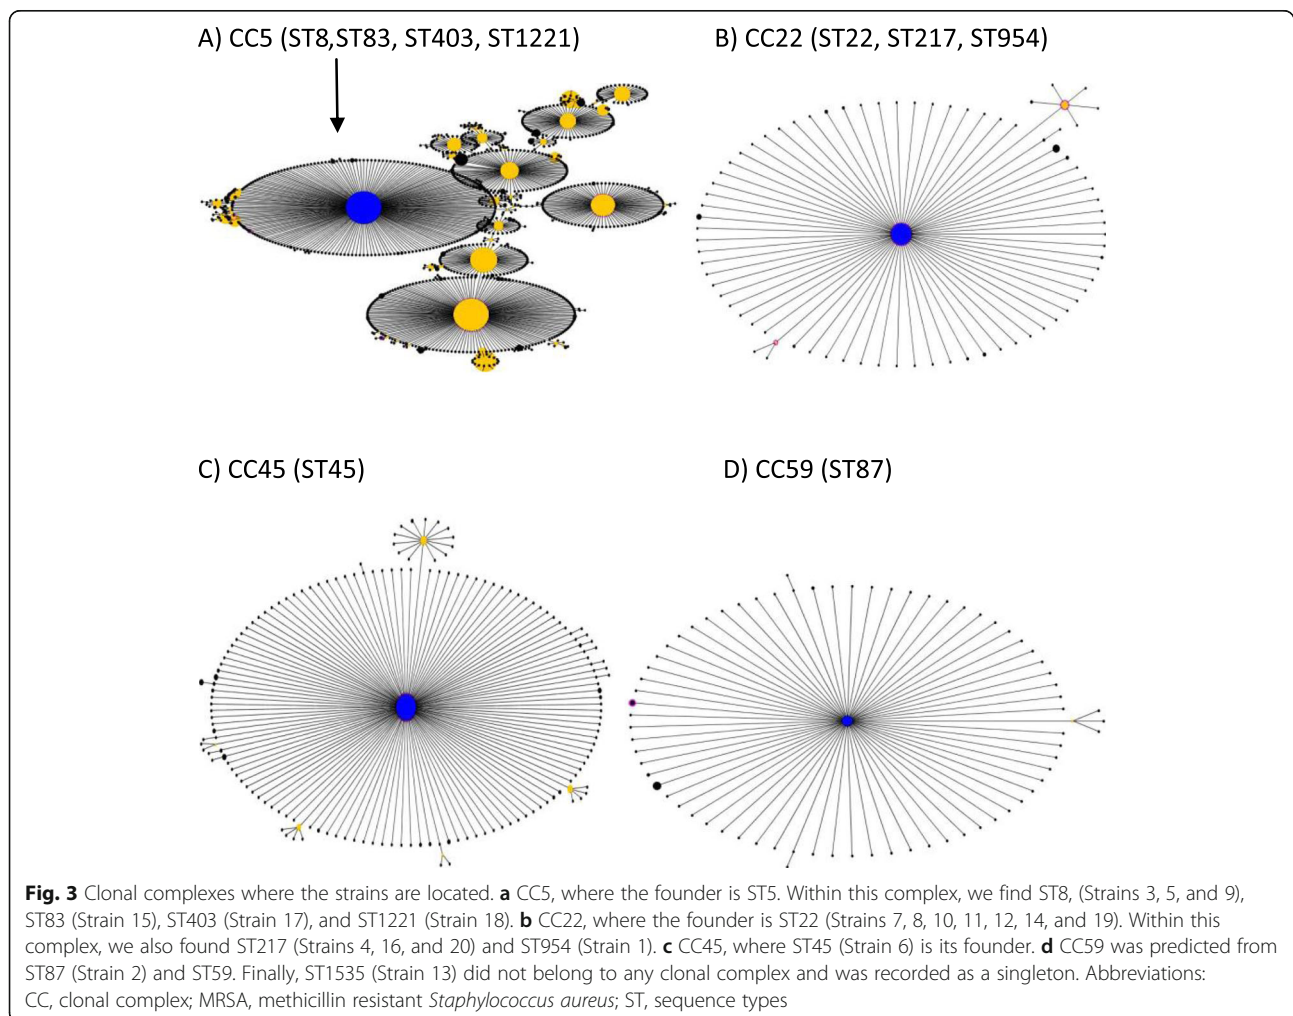 A) CC5 (ST8,ST83, ST403, ST1221)
B) CC22 (ST22, ST217, ST954)
C) CC45 (ST45)
D) CC59 (ST87)
Fig. 3 Clonal complexes where the strains are located. a CC5, where the founder is ST5. Within this complex, we find ST8, (Strains 3, 5, and 9),
ST83 (Strain 15), ST403 (Strain 17), and ST1221 (Strain 18). b CC22, where the founder is ST22 (Strains 7, 8, 10, 11, 12, 14, and 19). Within this
complex, we also found ST217 (Strains 4, 16, and 20) and ST954 (Strain 1). c CC45, where ST45 (Strain 6) is its founder. d CC59 was predicted from
ST87 (Strain 2) and ST59. Finally, ST1535 (Strain 13) did not belong to any clonal complex and was recorded as a singleton. Abbreviations:
CC, clonal complex; MRSA, methicillin resistant Staphylococcus aureus; ST, sequence types